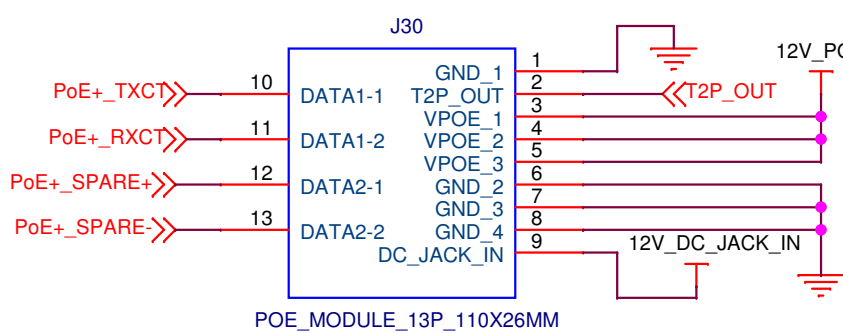 J30
PoE+_TXCT 10 DATA1-1
PoE+_RXCT 11 DATA1-2
PoE+_SPARE+ 12 DATA2-1
PoE+_SPARE- 13 DATA2-2
GND_1 1
T2P_OUT 2 T2P_OUT
VPOE_1 3
VPOE_2 4
VPOE_3 5
GND_2 6
GND_3 7
GND_4 8
DC_JACK_IN 9
12V_PO
12V_DC_JACK_IN
POE_MODULE_13P_110X26MM